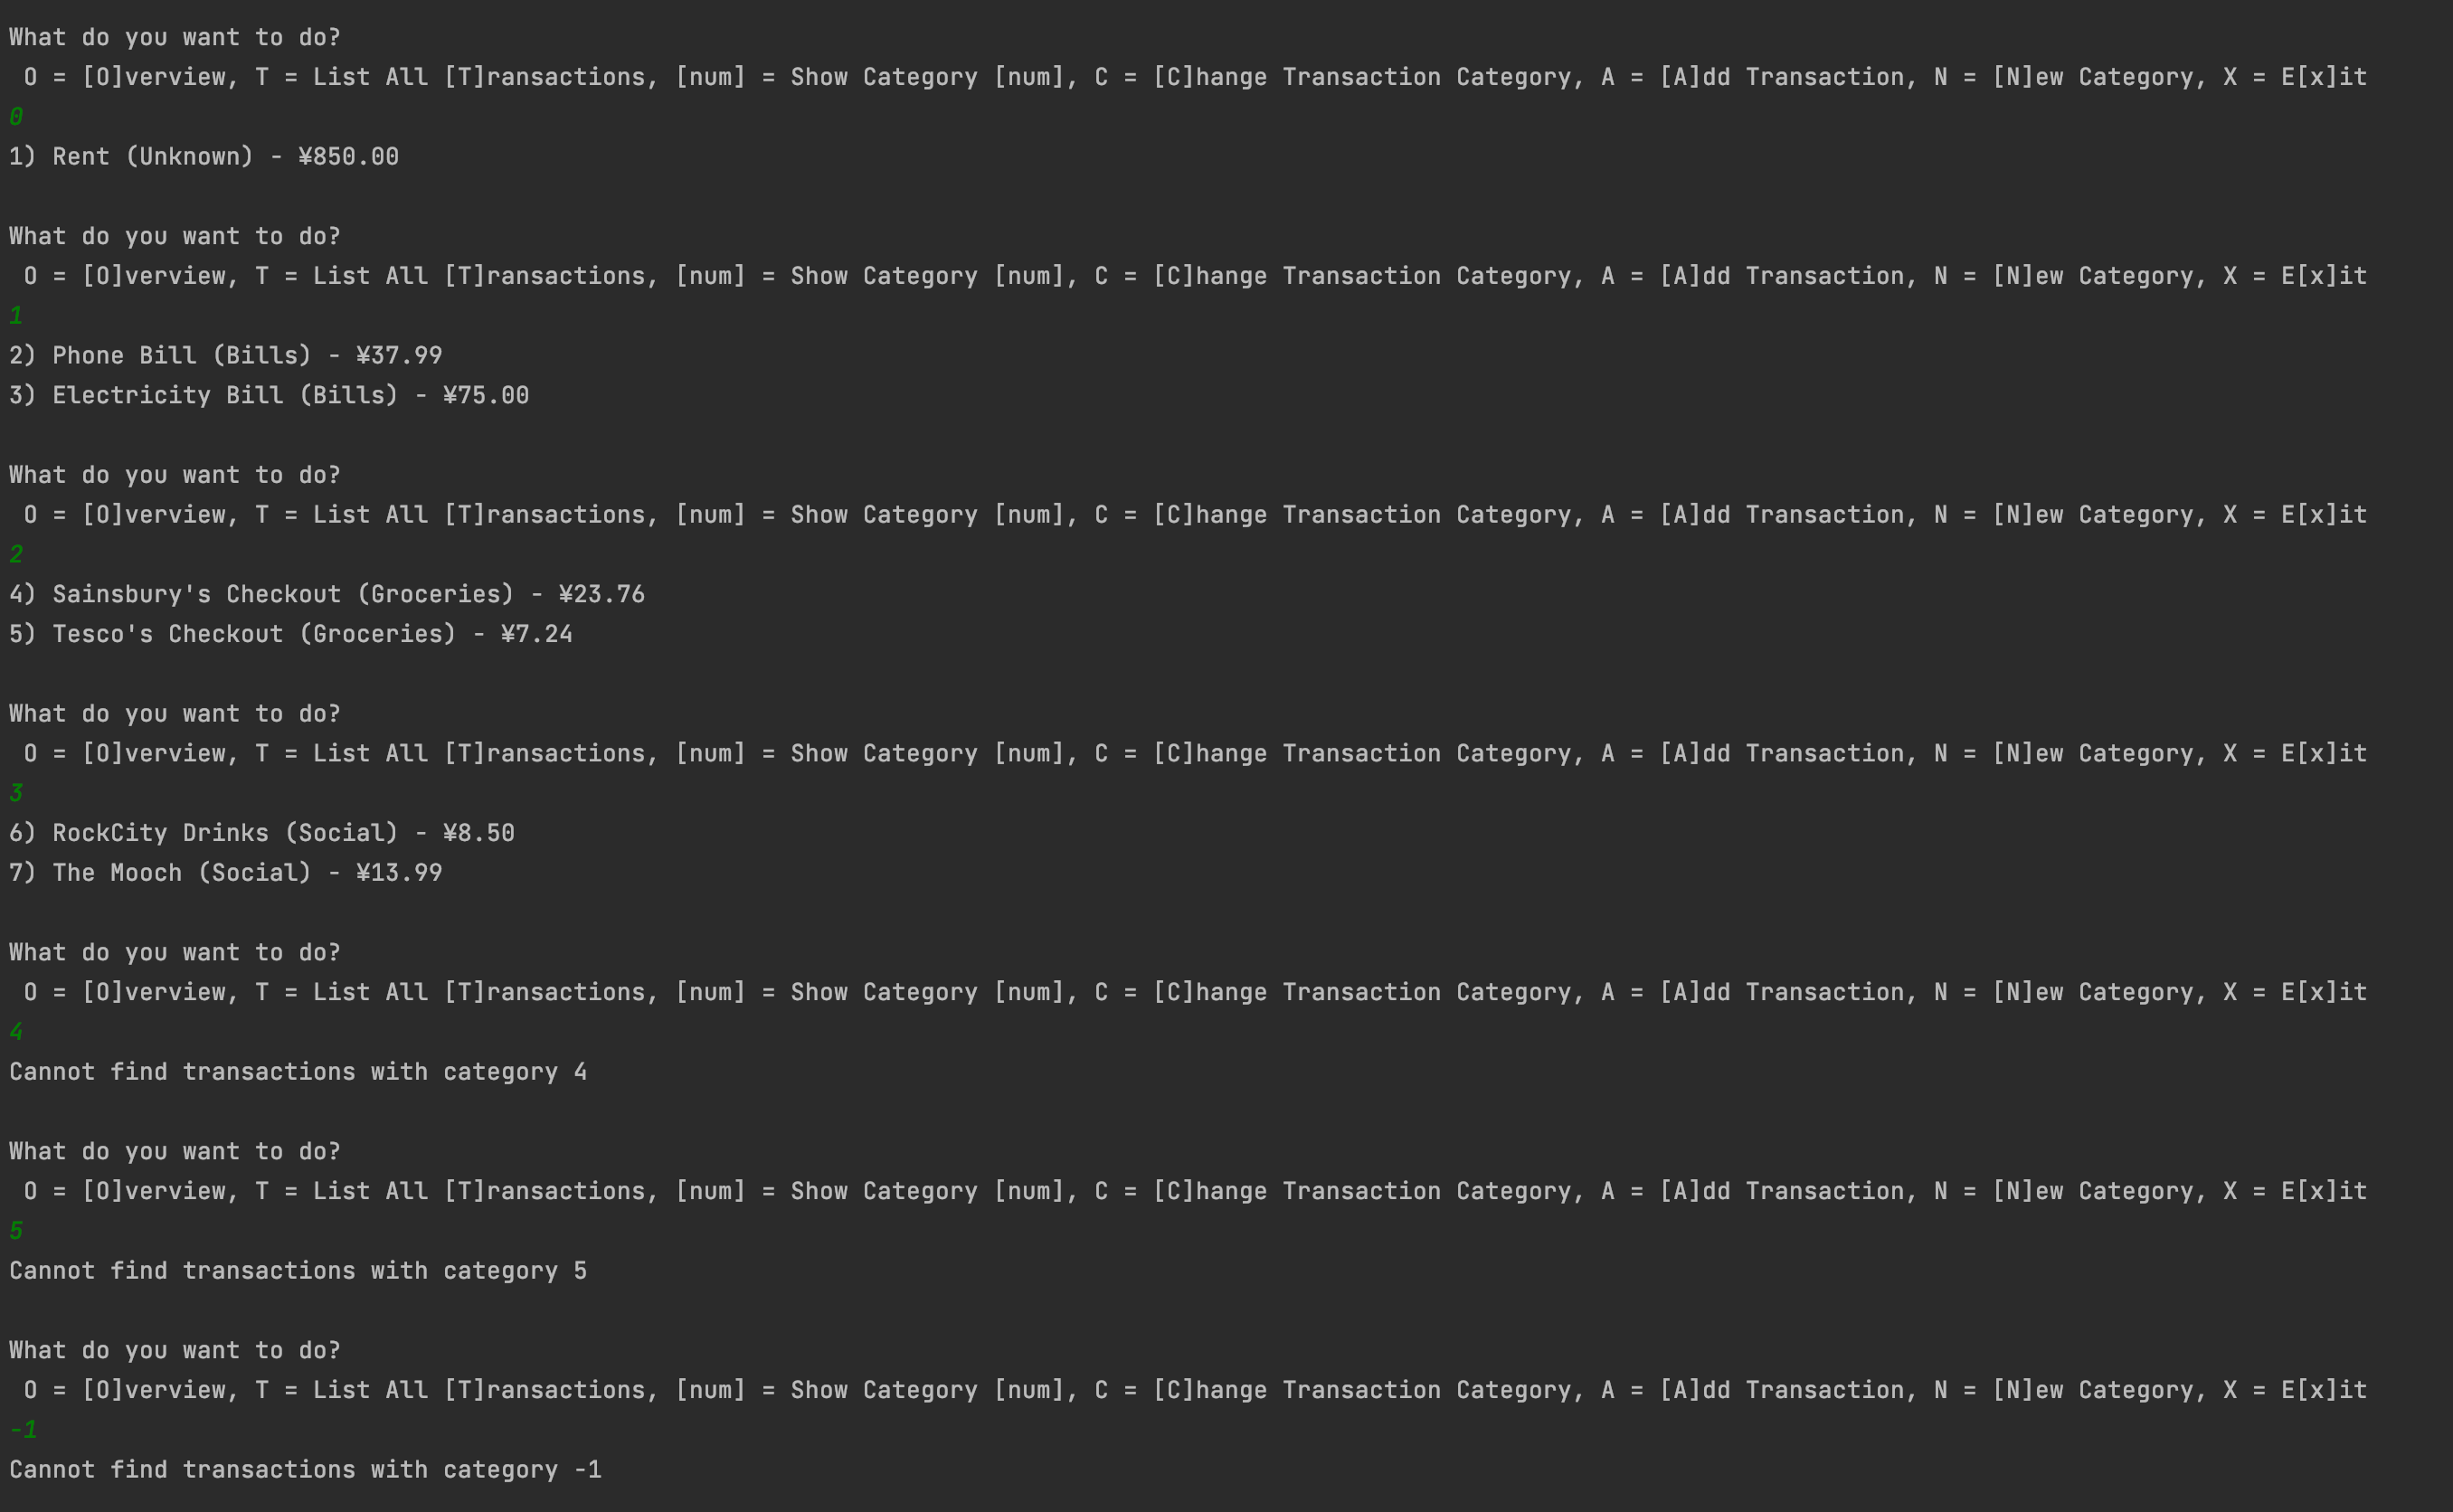 What do you want to do?
 O = [O]verview, T = List All [T]ransactions, [num] = Show Category [num], C = [C]hange Transaction Category, A = [A]dd Transaction, N = [N]ew Category, X = E[x]it
0
1) Rent (Unknown) - ¥850.00

What do you want to do?
 O = [O]verview, T = List All [T]ransactions, [num] = Show Category [num], C = [C]hange Transaction Category, A = [A]dd Transaction, N = [N]ew Category, X = E[x]it
1
2) Phone Bill (Bills) - ¥37.99
3) Electricity Bill (Bills) - ¥75.00

What do you want to do?
 O = [O]verview, T = List All [T]ransactions, [num] = Show Category [num], C = [C]hange Transaction Category, A = [A]dd Transaction, N = [N]ew Category, X = E[x]it
2
4) Sainsbury's Checkout (Groceries) - ¥23.76
5) Tesco's Checkout (Groceries) - ¥7.24

What do you want to do?
 O = [O]verview, T = List All [T]ransactions, [num] = Show Category [num], C = [C]hange Transaction Category, A = [A]dd Transaction, N = [N]ew Category, X = E[x]it
3
6) RockCity Drinks (Social) - ¥8.50
7) The Mooch (Social) - ¥13.99

What do you want to do?
 O = [O]verview, T = List All [T]ransactions, [num] = Show Category [num], C = [C]hange Transaction Category, A = [A]dd Transaction, N = [N]ew Category, X = E[x]it
4
Cannot find transactions with category 4

What do you want to do?
 O = [O]verview, T = List All [T]ransactions, [num] = Show Category [num], C = [C]hange Transaction Category, A = [A]dd Transaction, N = [N]ew Category, X = E[x]it
5
Cannot find transactions with category 5

What do you want to do?
 O = [O]verview, T = List All [T]ransactions, [num] = Show Category [num], C = [C]hange Transaction Category, A = [A]dd Transaction, N = [N]ew Category, X = E[x]it
-1
Cannot find transactions with category -1